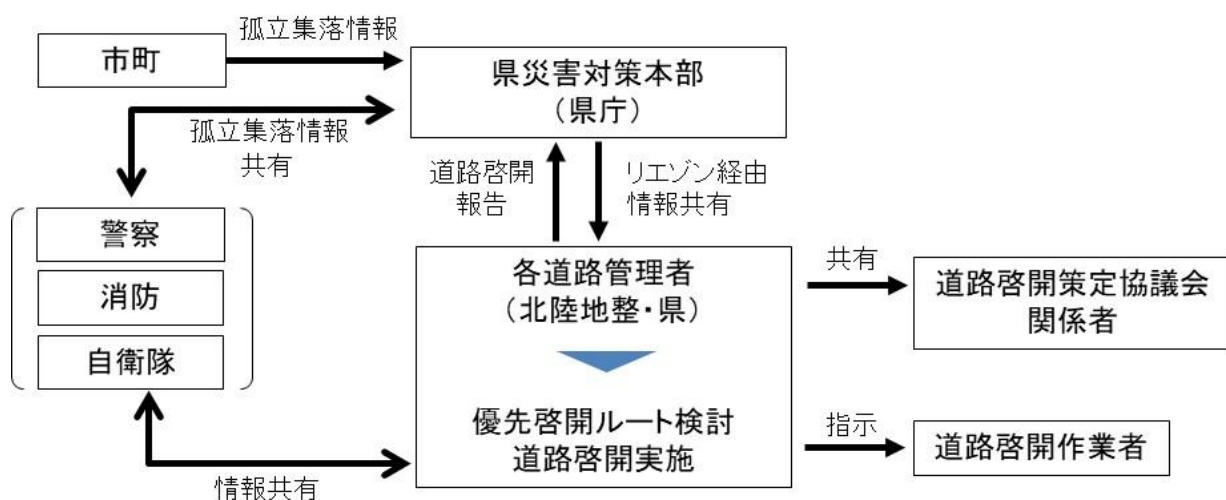 市町
孤立集落情報
県災害対策本部
(県庁)
孤立集落情報
共有
道路啓開
報告
リエゾン経由
情報共有
警察
消防
自衛隊
各道路管理者
(北陸地整・県)
優先啓開ルート検討
道路啓開実施
共有
道路啓開策定協議会
関係者
指示
道路啓開作業者
情報共有